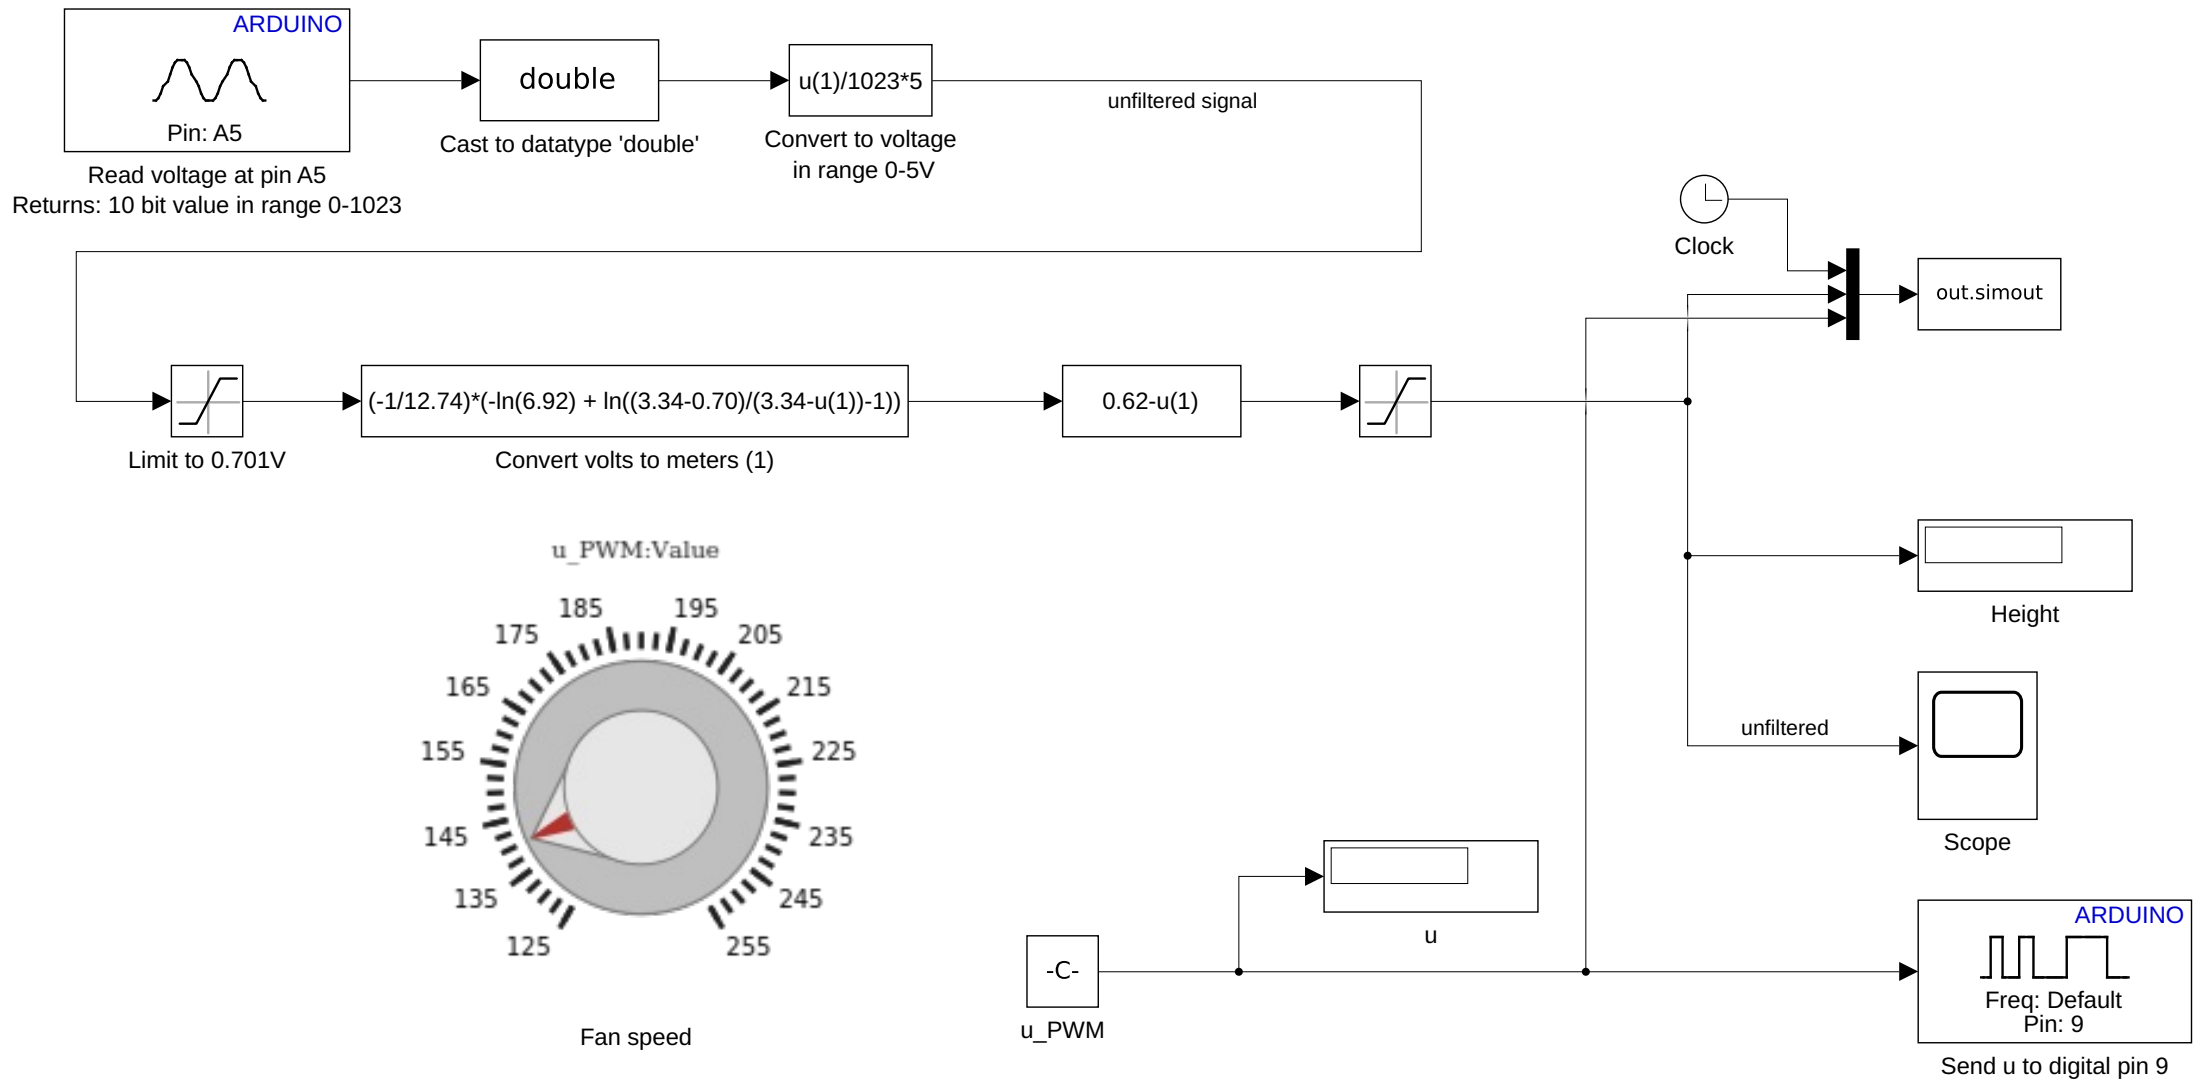 ARDUINO
Pin: A5
Read voltage at pin A5
Returns: 10 bit value in range 0-1023
double
Cast to datatype 'double'
u(1)/1023*5
Convert to voltage
in range 0-5V
unfiltered signal
Clock
out.simout
Limit to 0.701V
(-1/12.74)*(-ln(6.92) + ln((3.34-0.70)/(3.34-u(1))-1))
Convert volts to meters (1)
0.62-u(1)
Height
unfiltered
Scope
u_PWM:Value
185
195
175
205
165
215
155
225
145
235
135
245
125
255
Fan speed
u
-C-
u_PWM
ARDUINO
Freq: Default
Pin: 9
Send u to digital pin 9